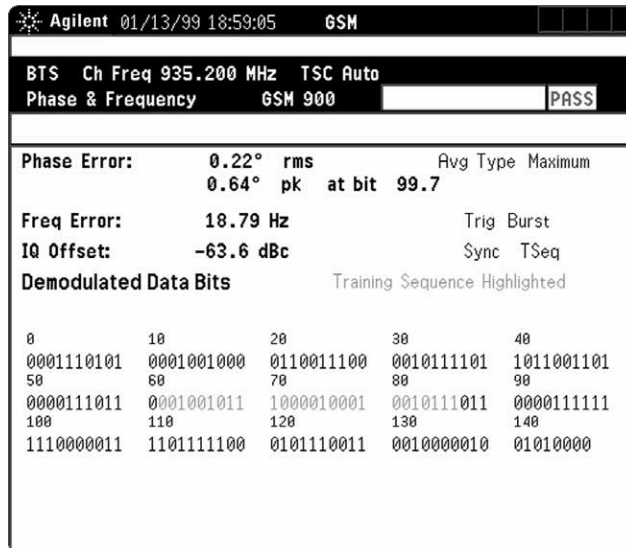 Agilent 01/13/99 18:59:05 GSM
BTS Ch Freq 935.200 MHz TSC Auto
Phase & Frequency GSM 900 PASS
Phase Error: 0.22° rms Avg Type Maximum
0.64° pk at bit 99.7
Freq Error: 18.79 Hz Trig Burst
IQ Offset: -63.6 dBc Sync TSeq
Demodulated Data Bits Training Sequence Highlighted
0 10 20 30 40
0001110101 0001001000 0110011100 0010111101 1011001101
50 60 70 80 90
0000111011 0001001011 1000010001 0010111011 0000111111
100 110 120 130 140
1110000011 1101111100 0101110011 0010000010 01010000